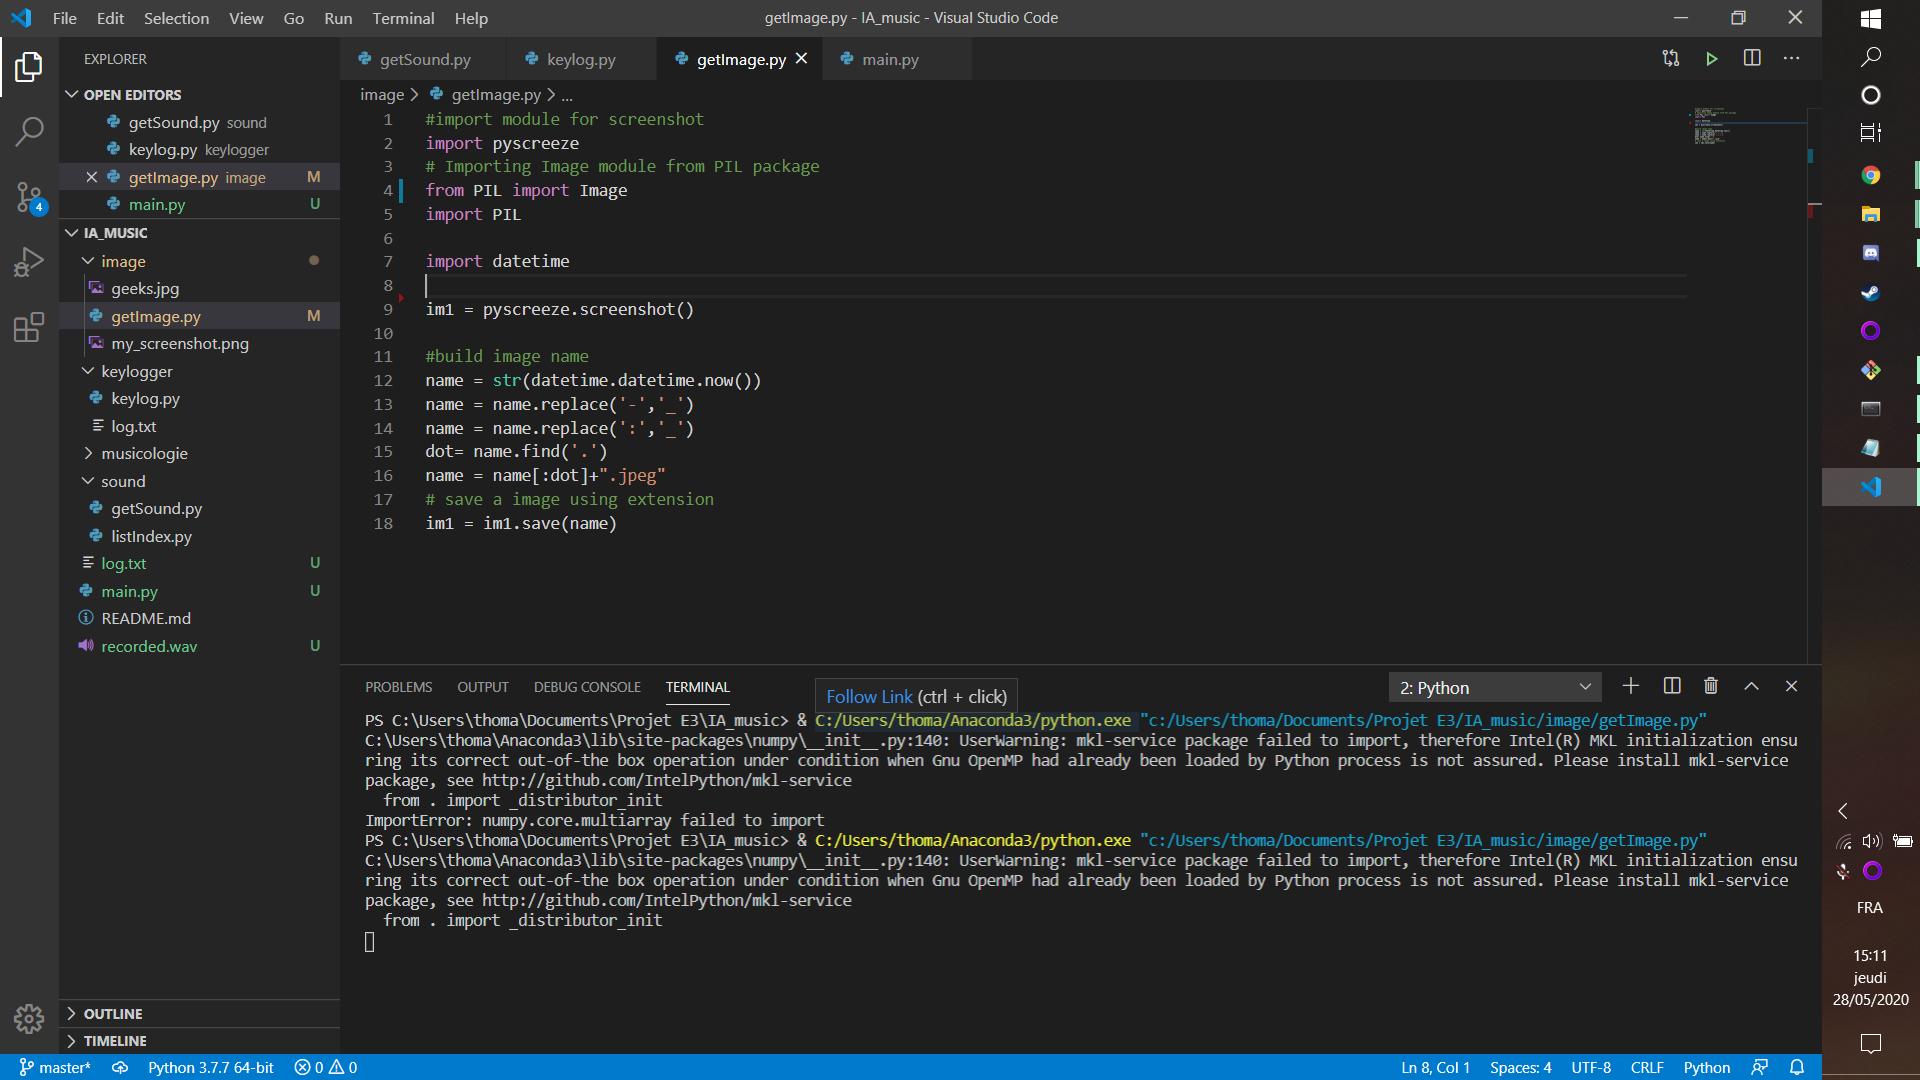 File Edit Selection View Go Run Terminal Help
getImage.py - IA_music - Visual Studio Code
EXPLORER
OPEN EDITORS
getSound.py sound
keylog.py keylogger
getImage.py image M
main.py U
IA_MUSIC
image
geeks.jpg
getImage.py M
my_screenshot.png
keylogger
keylog.py
log.txt
musicologie
sound
getSound.py
listIndex.py
log.txt U
main.py U
README.md
recorded.wav U
OUTLINE
TIMELINE
4
getSound.py keylog.py getImage.py main.py
image > getImage.py > ...
1 #import module for screenshot
2 import pyscreeze
3 # Importing Image module from PIL package
4 from PIL import Image
5 import PIL
6
7 import datetime
8
9 im1 = pyscreeze.screenshot()
10
11 #build image name
12 name = str(datetime.datetime.now())
13 name = name.replace('-','_')
14 name = name.replace(':','_')
15 dot= name.find('.')
16 name = name[:dot]+".jpeg"
17 # save a image using extension
18 im1 = im1.save(name)
PROBLEMS OUTPUT DEBUG CONSOLE TERMINAL
Follow Link (ctrl + click)
2: Python
PS C:\Users\thoma\Documents\Projet E3\IA_music> & C:/Users/thoma/Anaconda3/python.exe "c:/Users/thoma/Documents/Projet E3/IA_music/image/getImage.py"
C:\Users\thoma\Anaconda3\lib\site-packages\numpy\__init__.py:140: UserWarning: mkl-service package failed to import, therefore Intel(R) MKL initialization ensu
ring its correct out-of-the box operation under condition when Gnu OpenMP had already been loaded by Python process is not assured. Please install mkl-service
package, see http://github.com/IntelPython/mkl-service
from . import _distributor_init
ImportError: numpy.core.multiarray failed to import
PS C:\Users\thoma\Documents\Projet E3\IA_music> & C:/Users/thoma/Anaconda3/python.exe "c:/Users/thoma/Documents/Projet E3/IA_music/image/getImage.py"
C:\Users\thoma\Anaconda3\lib\site-packages\numpy\__init__.py:140: UserWarning: mkl-service package failed to import, therefore Intel(R) MKL initialization ensu
ring its correct out-of-the box operation under condition when Gnu OpenMP had already been loaded by Python process is not assured. Please install mkl-service
package, see http://github.com/IntelPython/mkl-service
from . import _distributor_init
master* Python 3.7.7 64-bit 0 0
Ln 8, Col 1 Spaces: 4 UTF-8 CRLF Python
FRA
15:11
jeudi
28/05/2020